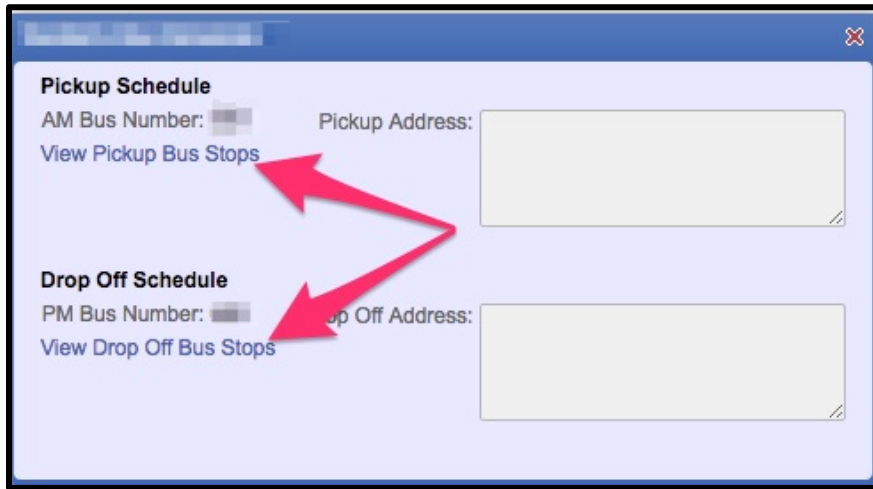 Pickup Schedule
AM Bus Number:
Pickup Address:
View Pickup Bus Stops
Drop Off Schedule
PM Bus Number:
op Off Address:
View Drop Off Bus Stops